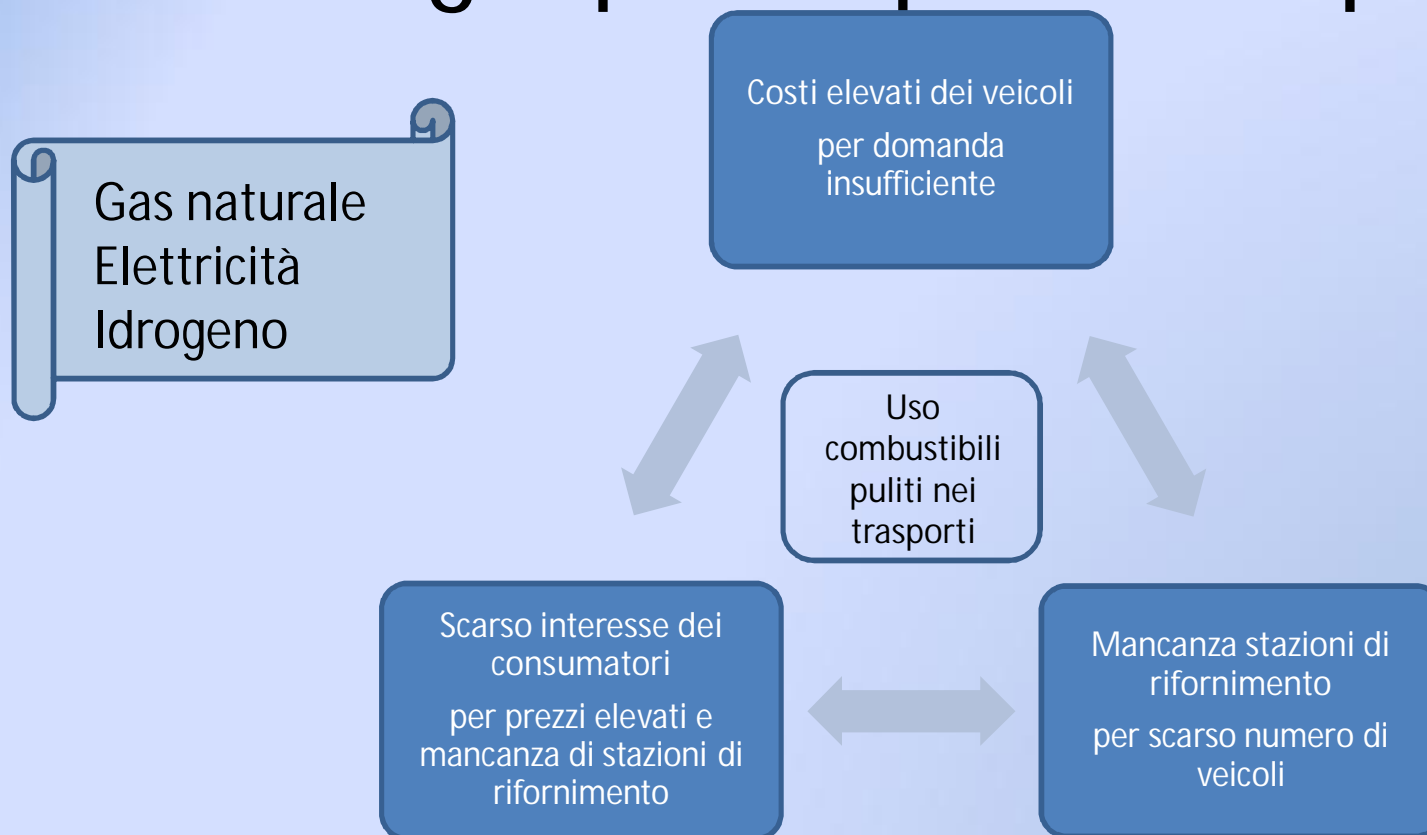 Costi elevati dei veicoli
per domanda
insufficiente
Gas naturale
Elettricità
Idrogeno
Uso
combustibili
puliti nei
trasporti
Scarso interesse dei
consumatori
per prezzi elevati e
mancanza di stazioni di
rifornimento
Mancanza stazioni di
rifornimento
per scarso numero di
veicoli